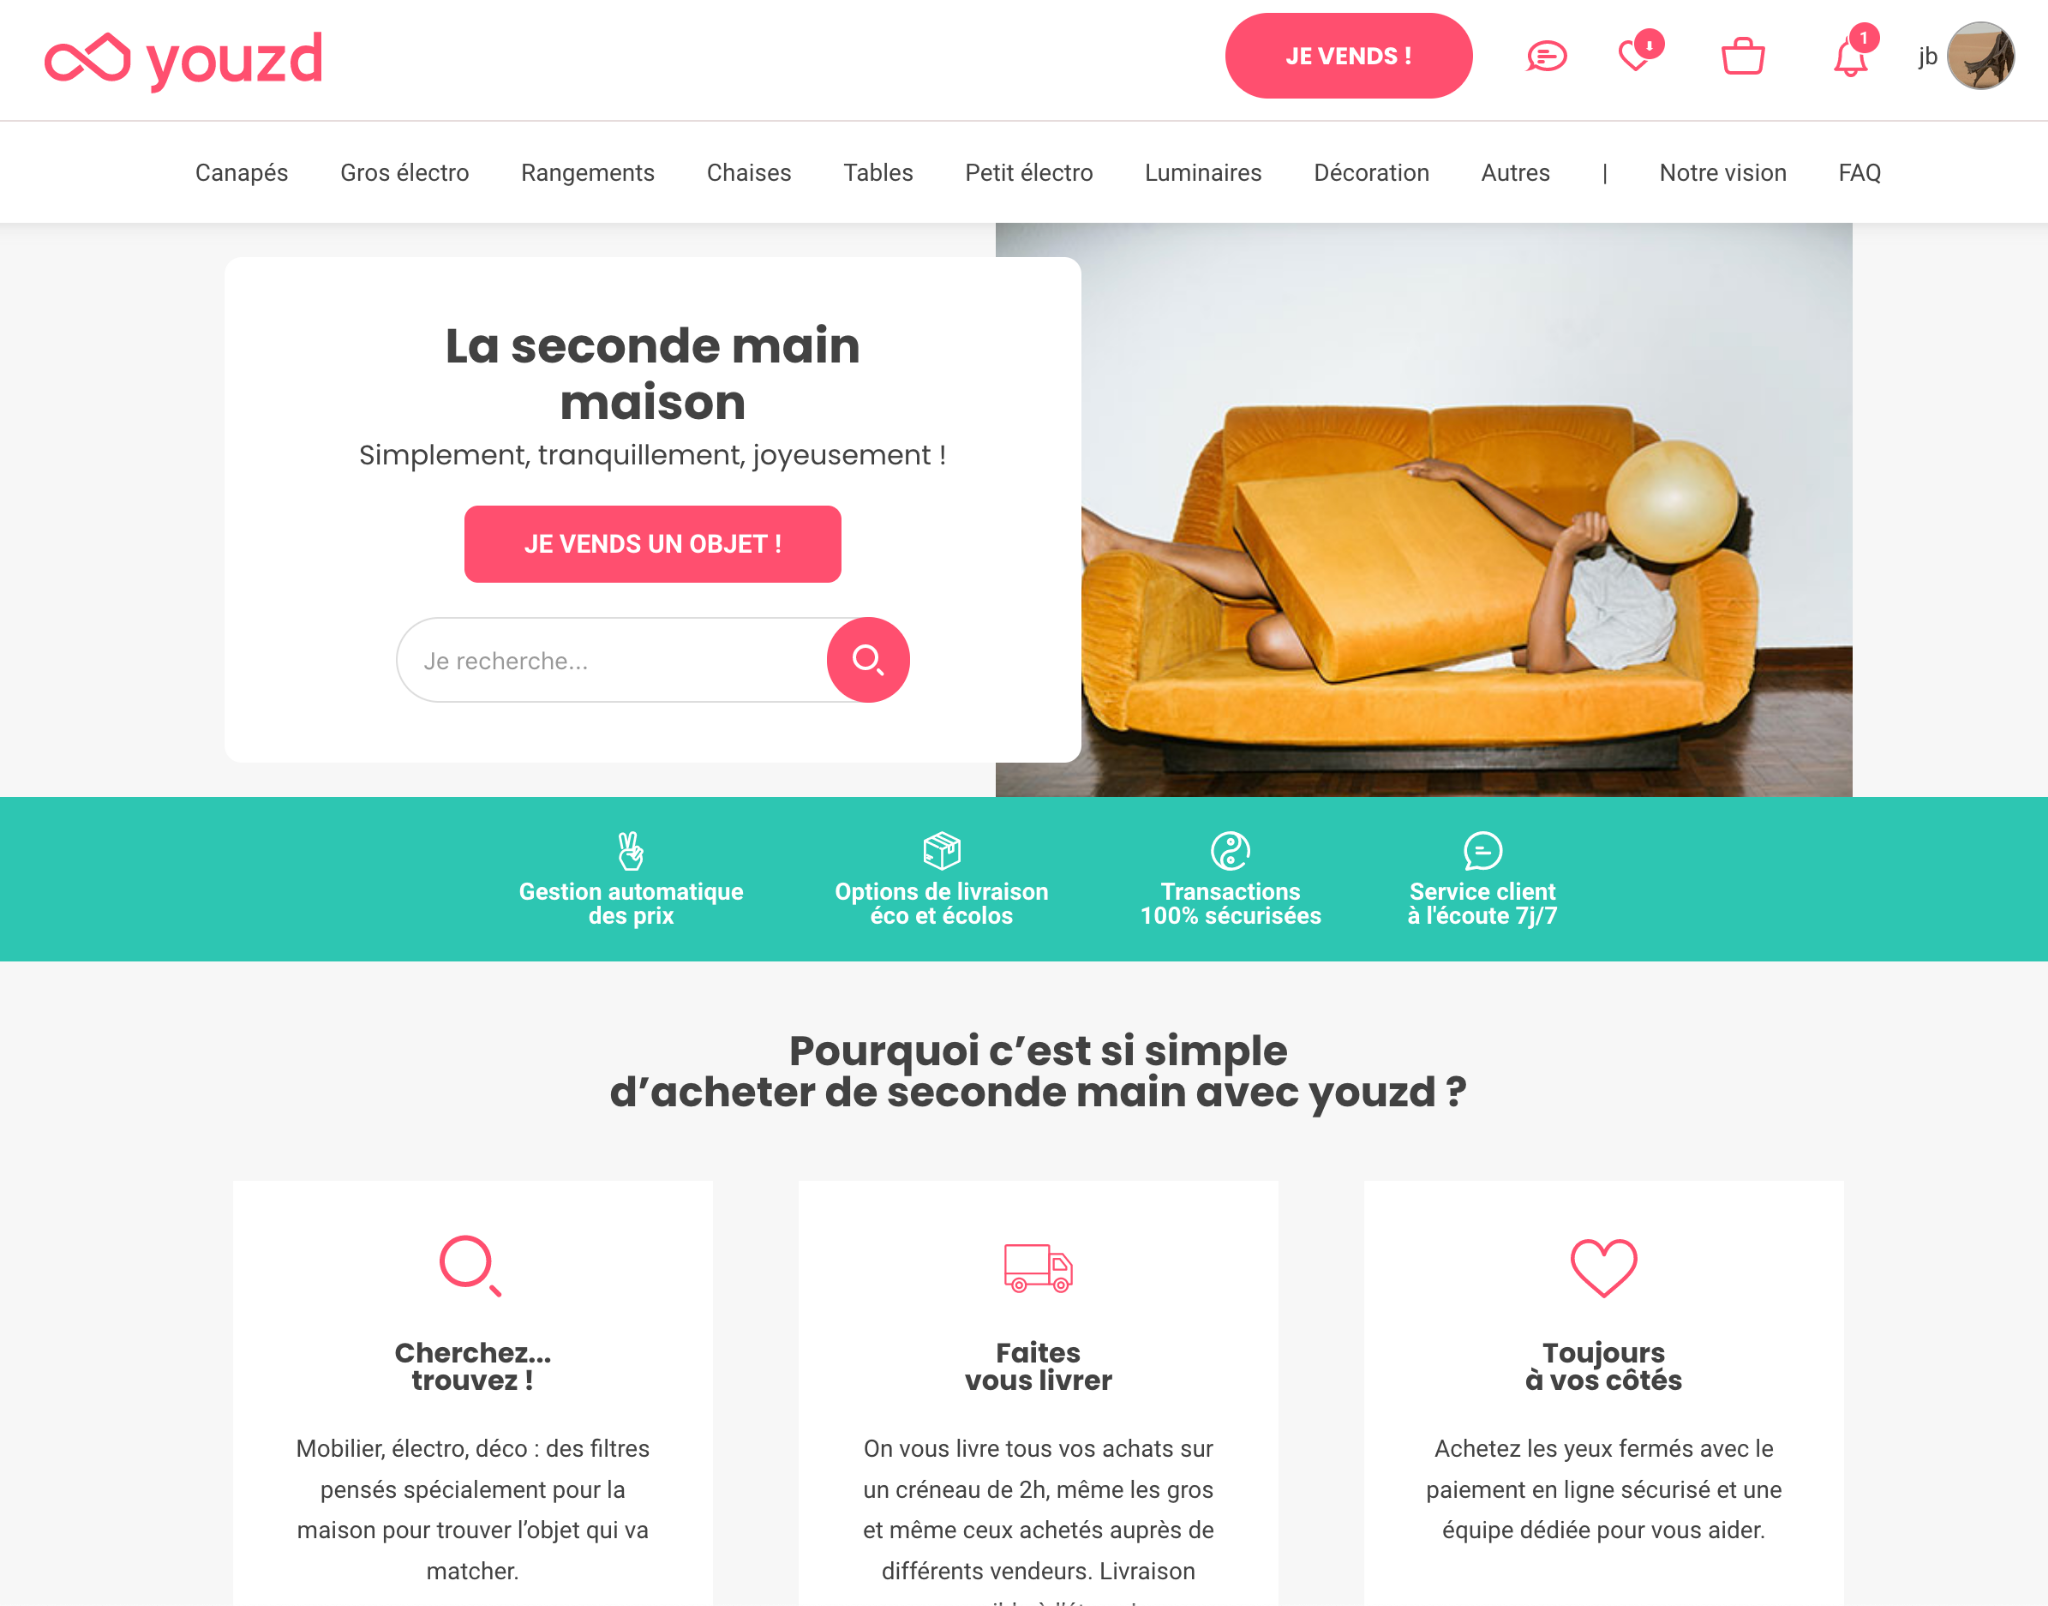 youzd
JE VENDS !
1
jb
Canapés
Gros électro
Rangements
Chaises
Tables
Petit électro
Luminaires
Décoration
Autres
|
Notre vision
FAQ
La seconde main
maison
Simplement, tranquillement, joyeusement !
JE VENDS UN OBJET !
Je recherche...
Gestion automatique
des prix
Options de livraison
éco et écolos
Transactions
100% sécurisées
Service client
à l'écoute 7j/7
Pourquoi c’est si simple
d’acheter de seconde main avec youzd ?
Cherchez...
trouvez !
Mobilier, électro, déco : des filtres
pensés spécialement pour la
maison pour trouver l’objet qui va
matcher.
Faites
vous livrer
On vous livre tous vos achats sur
un créneau de 2h, même les gros
et même ceux achetés auprès de
différents vendeurs. Livraison
Toujours
à vos côtés
Achetez les yeux fermés avec le
paiement en ligne sécurisé et une
équipe dédiée pour vous aider.